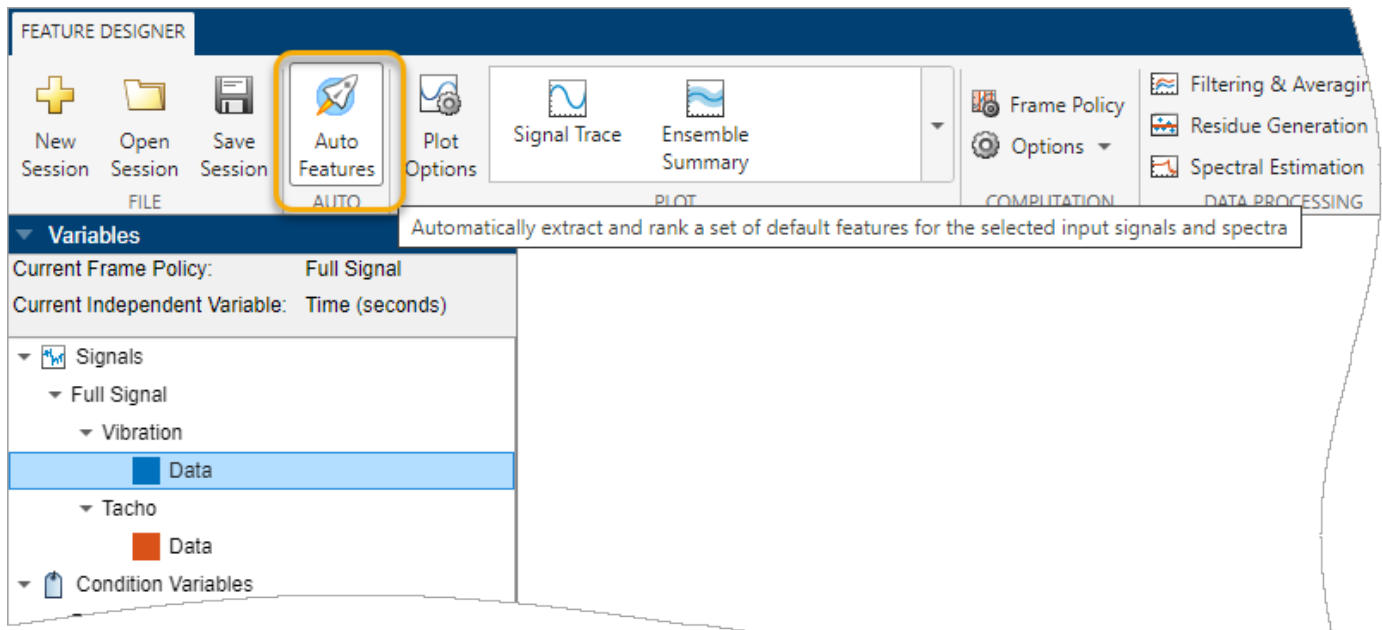 FEATURE DESIGNER
New Session
Open Session
Save Session
FILE
Auto Features
AUTO
Plot Options
Signal Trace
Ensemble Summary
PLOT
Frame Policy
Options
COMPUTATION
Filtering & Averagin
Residue Generation
Spectral Estimation
DATA PROCESSING
Automatically extract and rank a set of default features for the selected input signals and spectra
Variables
Current Frame Policy: Full Signal
Current Independent Variable: Time (seconds)
Signals
Full Signal
Vibration
Data
Tacho
Data
Condition Variables